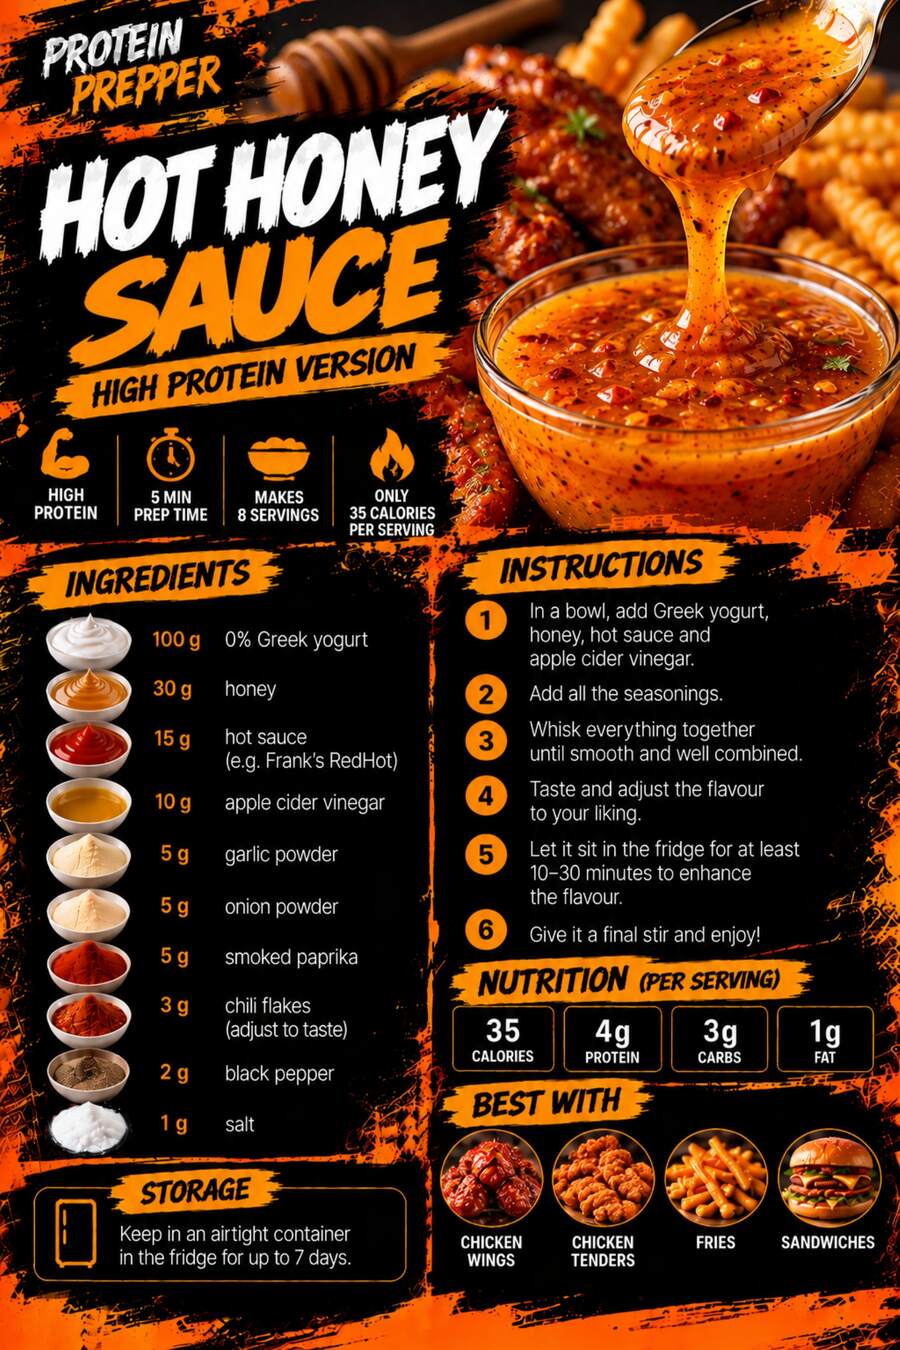 PROTEIN
PREPPER
HOT HONEY
SAUCE
HIGH PROTEIN VERSION
HIGH
PROTEIN
5 MIN
PREP TIME
MAKES
8 SERVINGS
ONLY
35 CALORIES
PER SERVING
INGREDIENTS
100 g 0% Greek yogurt
30 g honey
15 g hot sauce
(e.g. Frank's RedHot)
10 g apple cider vinegar
5 g garlic powder
5 g onion powder
5 g smoked paprika
3 g chili flakes
(adjust to taste)
2 g black pepper
1 g salt
STORAGE
Keep in an airtight container
in the fridge for up to 7 days.
INSTRUCTIONS
1 In a bowl, add Greek yogurt,
honey, hot sauce and
apple cider vinegar.
2 Add all the seasonings.
3 Whisk everything together
until smooth and well combined.
4 Taste and adjust the flavour
to your liking.
5 Let it sit in the fridge for at least
10–30 minutes to enhance
the flavour.
6 Give it a final stir and enjoy!
NUTRITION (PER SERVING)
35
CALORIES
4g
PROTEIN
3g
CARBS
1g
FAT
BEST WITH
CHICKEN
WINGS
CHICKEN
TENDERS
FRIES
SANDWICHES